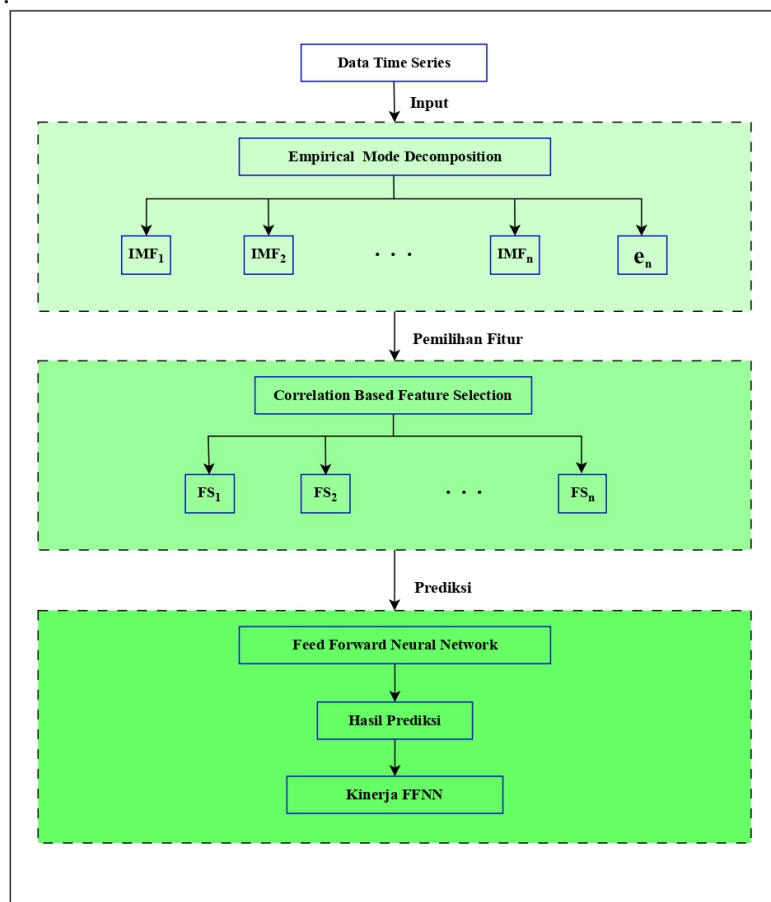 .
Data Time Series
Input
Empirical Mode Decomposition
IMF₁ IMF₂ . . . IMFₙ eₙ
Pemilihan Fitur
Correlation Based Feature Selection
FS₁ FS₂ . . . FSₙ
Prediksi
Feed Forward Neural Network
Hasil Prediksi
Kinerja FFNN